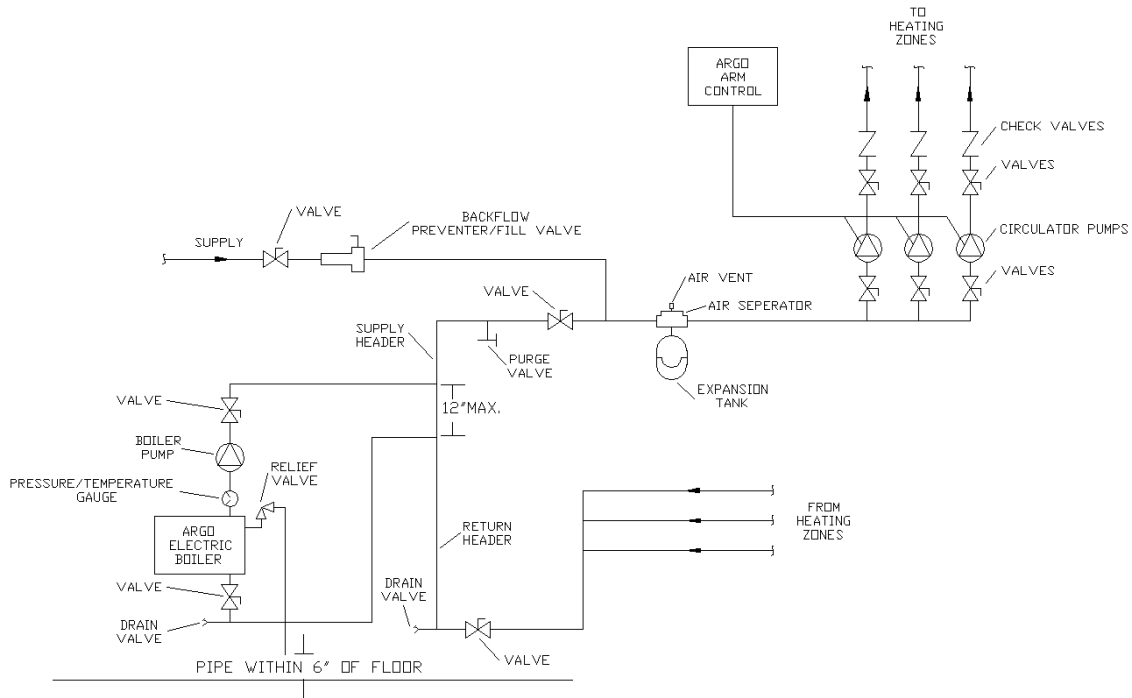 TO
HEATING
ZONES
ARGO
ARM
CONTROL
CHECK VALVES
VALVES
VALVE
BACKFLOW
PREVENTER/FILL VALVE
SUPPLY
CIRCULATOR PUMPS
AIR VENT
VALVES
VALVE
AIR SEPERATOR
SUPPLY
HEADER
PURGE
VALVE
EXPANSION
TANK
VALVE
12"MAX.
BOILER
PUMP
RELIEF
VALVE
PRESSURE/TEMPERATURE
GAUGE
FROM
HEATING
ZONES
ARGO
ELECTRIC
BOILER
RETURN
HEADER
VALVE
DRAIN
VALVE
DRAIN
VALVE
VALVE
PIPE WITHIN 6" OF FLOOR